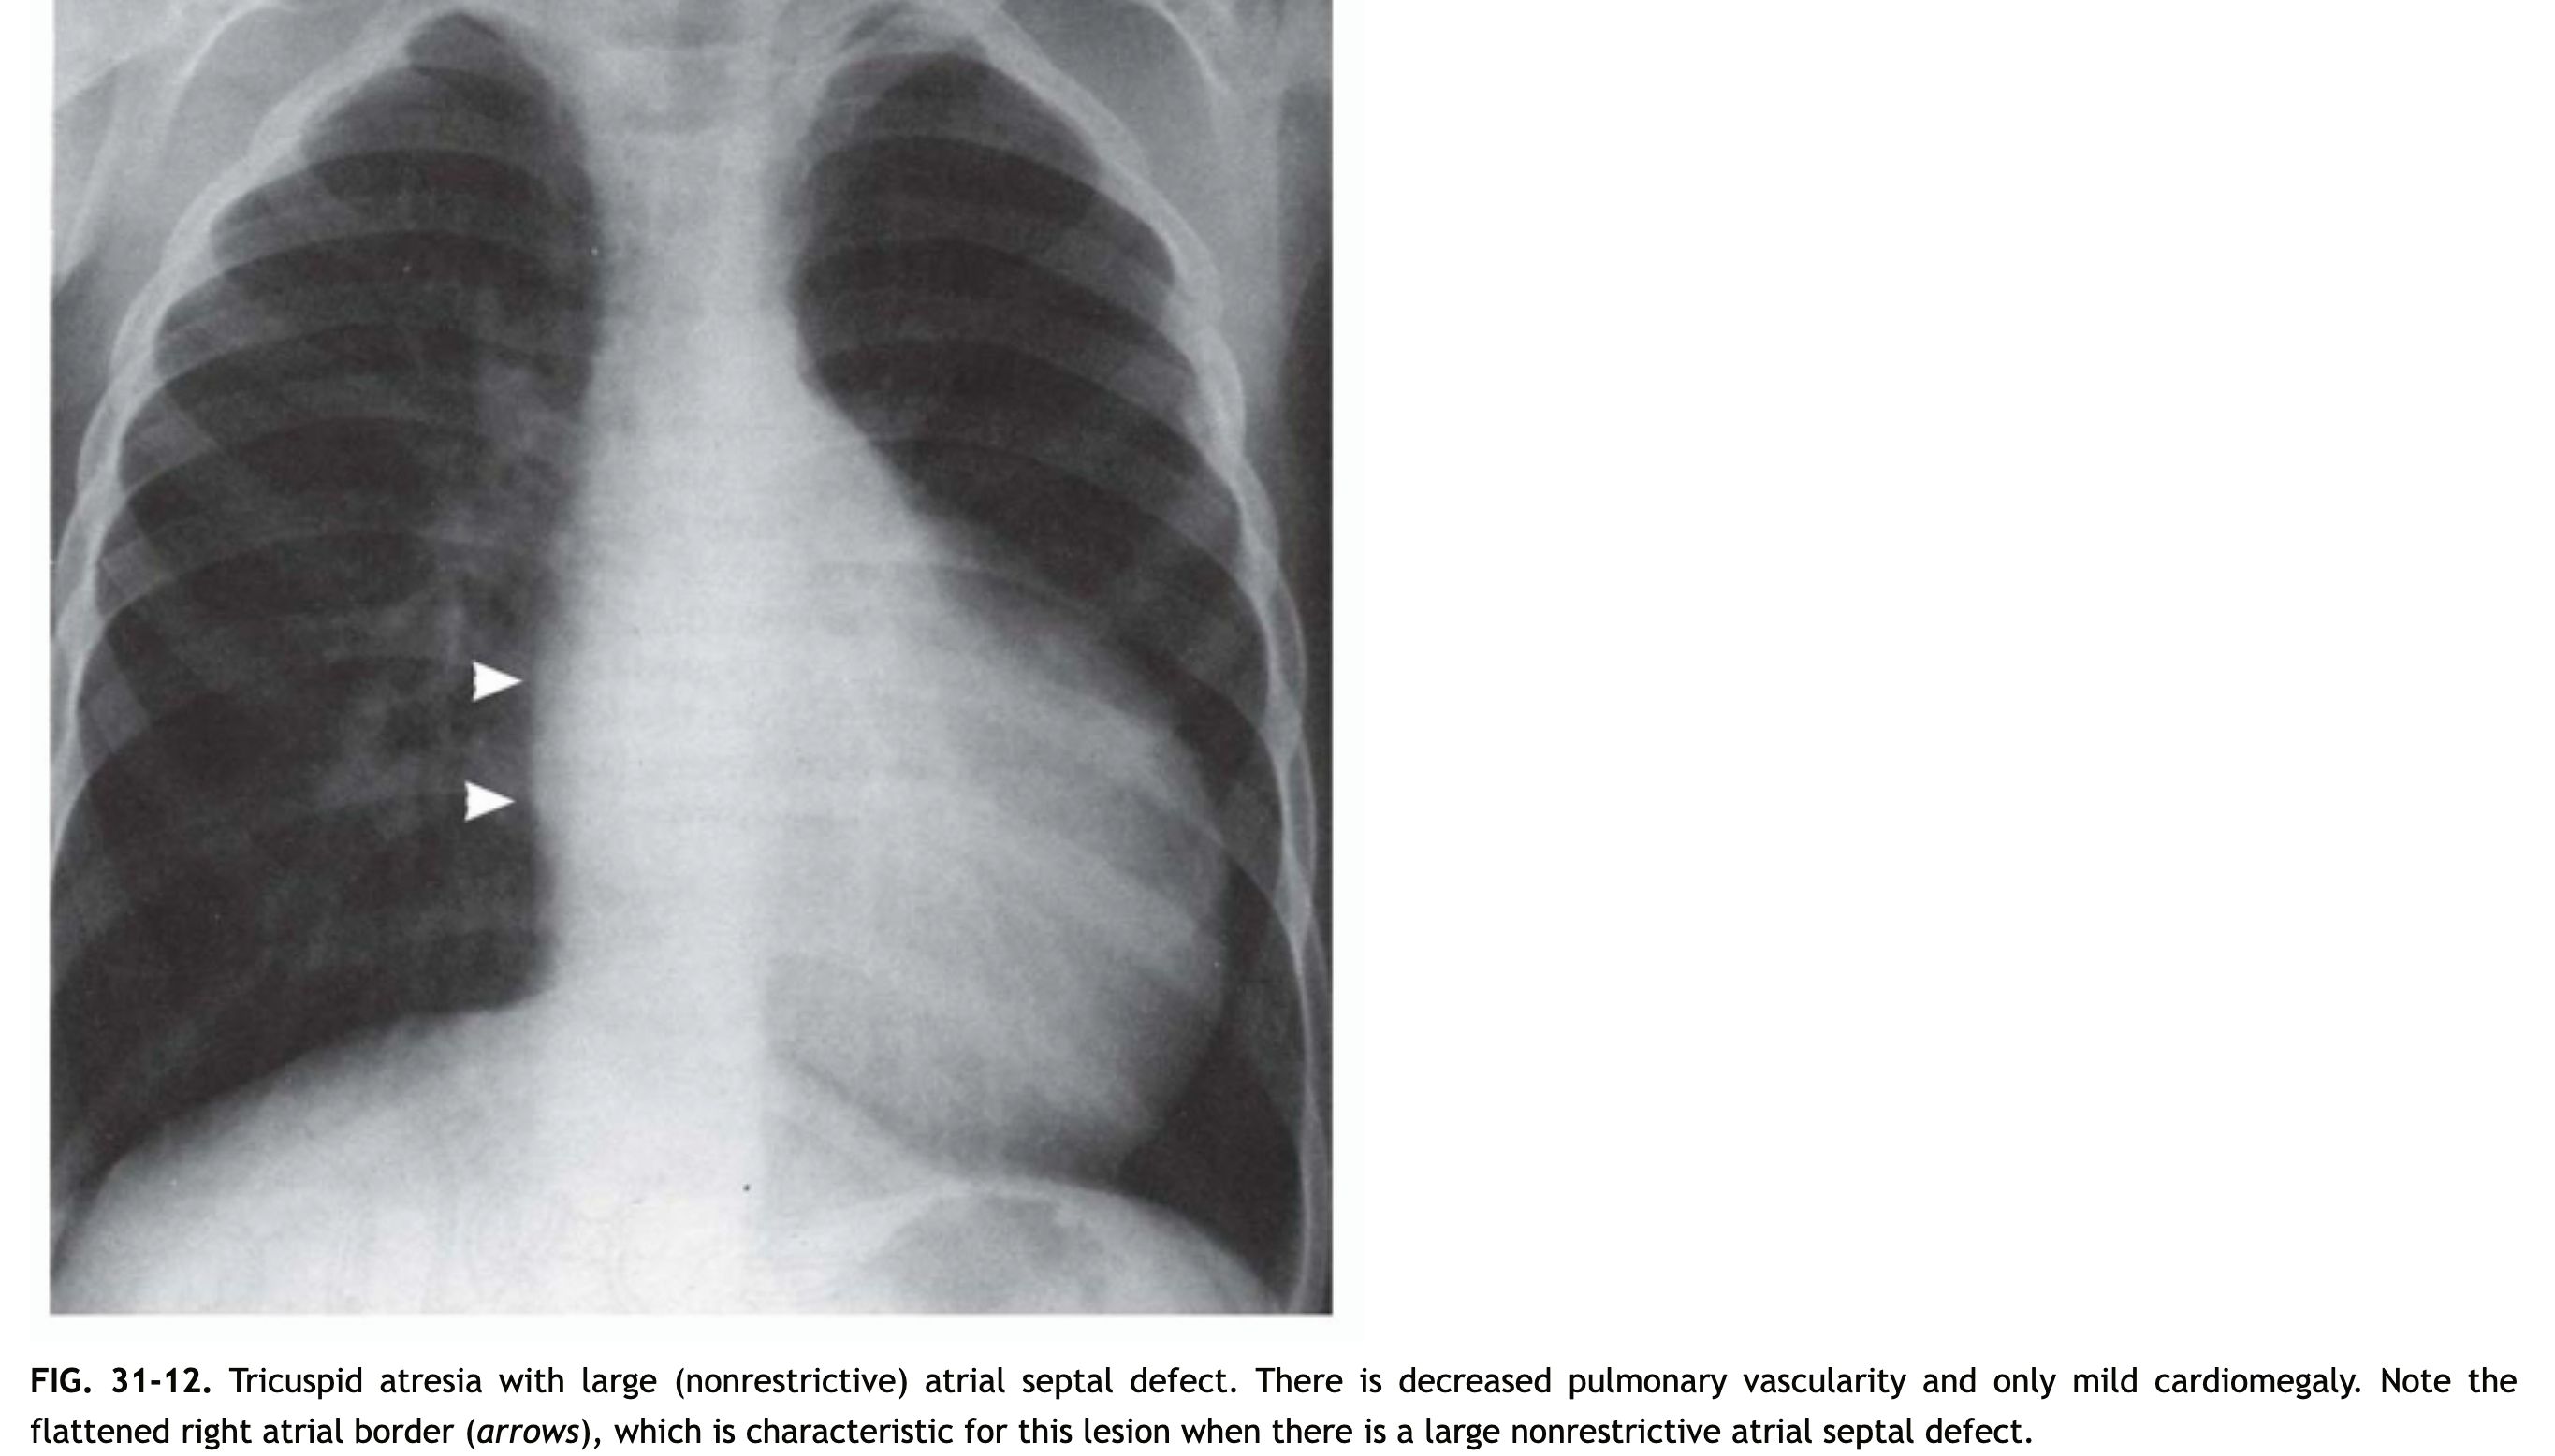 FIG. 31-12. Tricuspid atresia with large (nonrestrictive) atrial septal defect. There is decreased pulmonary vascularity and only mild cardiomegaly. Note the
flattened right atrial border (arrows), which is characteristic for this lesion when there is a large nonrestrictive atrial septal defect.